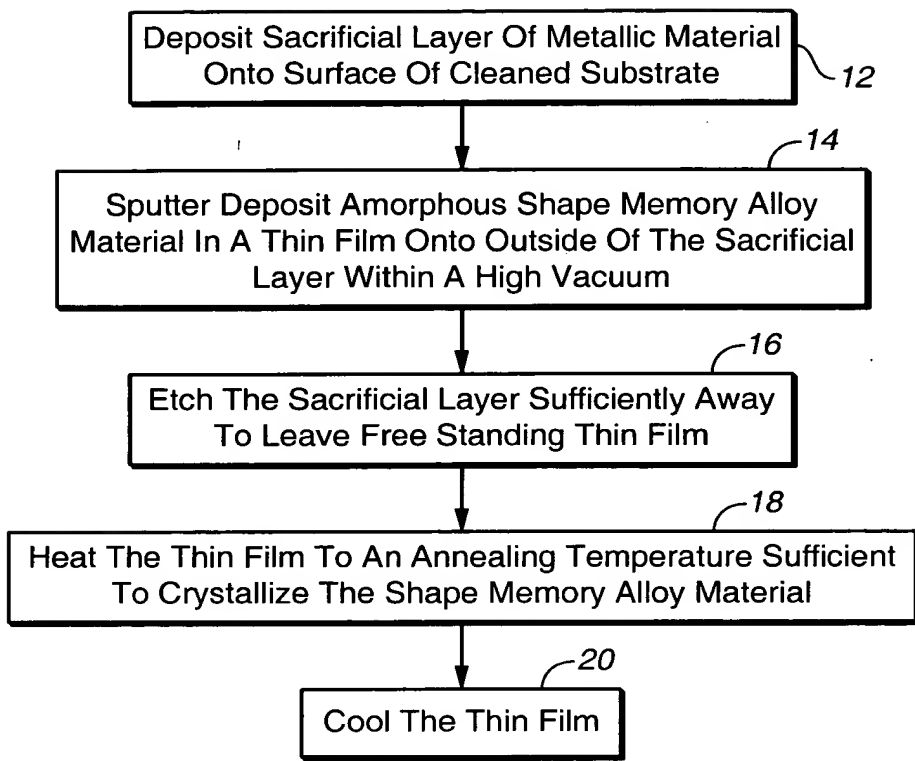 Deposit Sacrificial Layer Of Metallic Material
Onto Surface Of Cleaned Substrate
12
14
Sputter Deposit Amorphous Shape Memory Alloy
Material In A Thin Film Onto Outside Of The Sacrificial
Layer Within A High Vacuum
16
Etch The Sacrificial Layer Sufficiently Away
To Leave Free Standing Thin Film
18
Heat The Thin Film To An Annealing Temperature Sufficient
To Crystallize The Shape Memory Alloy Material
20
Cool The Thin Film